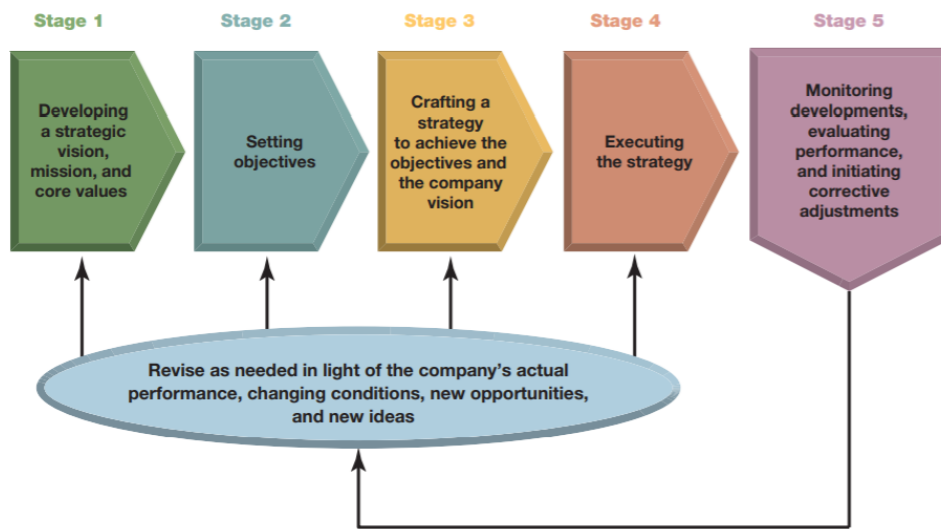 Stage 1
Stage 2
Stage 3
Stage 4
Stage 5
Developing
a strategic
vision,
mission, and
core values
Setting
objectives
Crafting a
strategy
to achieve the
objectives and
the company
vision
Executing
the strategy
Monitoring
developments,
evaluating
performance,
and initiating
corrective
adjustments
Revise as needed in light of the company’s actual
performance, changing conditions, new opportunities,
and new ideas